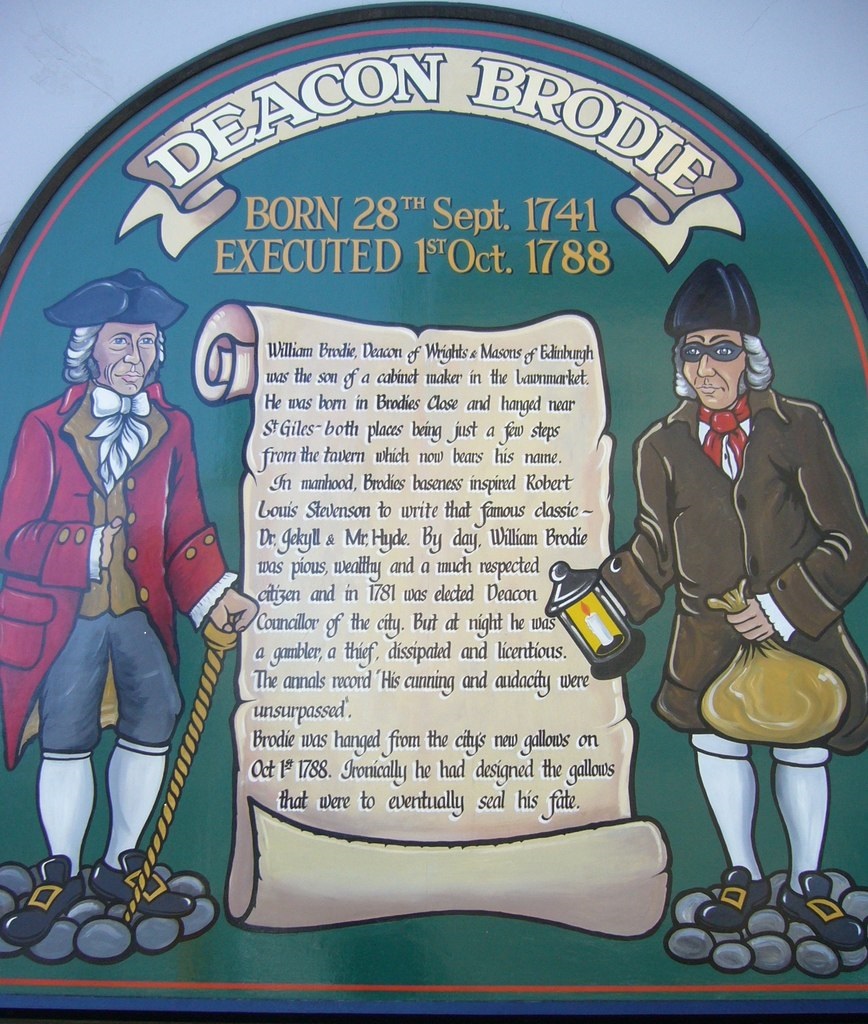 DEACON BRODIE
BORN 28TH Sept. 1741
EXECUTED 1ST Oct. 1788
William Brodie, Deacon of Wrights & Masons of Edinburgh
was the son of a cabinet maker in the Lawnmarket.
He was born in Brodies Close and hanged near
St Giles - both places being just a few steps
from the tavern which now bears his name.
In manhood, Brodies baseness inspired Robert
Louis Stevenson to write that famous classic ~
Dr. Jekyll & Mr. Hyde. By day, William Brodie
was pious, wealthy and a much respected
citizen and in 1781 was elected Deacon
Councillor of the city. But at night he was
a gambler, a thief, dissipated and licentious.
The annals record 'His cunning and audacity were
unsurpassed'.
Brodie was hanged from the city's new gallows on
Oct 1st 1788. Ironically he had designed the gallows
that were to eventually seal his fate.